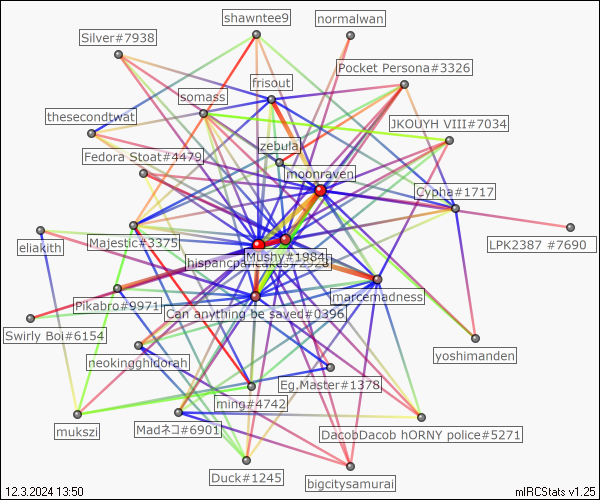 shawntee9
normalwan
Silver#7938
Pocket Persona#3326
frisout
somass
thesecondtwat
JKOUYH VIII#7034
zebula
Fedora Stoat#4479
moonraven
Cypha#1717
eliakith
Majestic#3375
LPK2387 #7690
Mushy#1984
Pikabro#9971
marcemadness
Can anything be saved#0396
Swirly Boi#6154
neokingghidorah
yoshimanden
Eg.Master#1378
ming#4742
mukszi
Madネコ#6901
DacobDacob hORNY police#5271
Duck#1245
bigcitysamurai
12.3.2024 13:50
mIRCStats v1.25